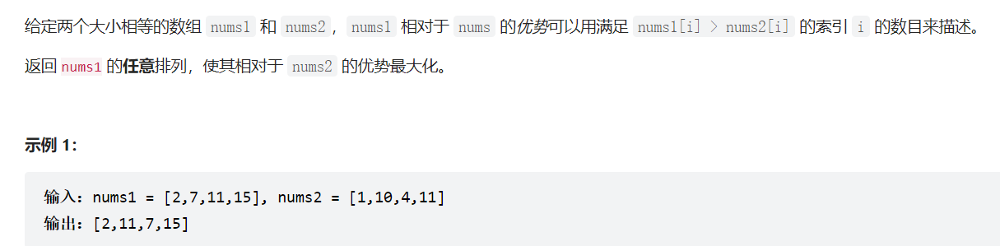 给定两个大小相等的数组 nums1 和 nums2，nums1 相对于 nums 的优势可以用满足 nums1[i] > nums2[i] 的索引 i 的数目来描述。
返回 nums1 的任意排列，使其相对于 nums2 的优势最大化。
示例 1：
输入：nums1 = [2,7,11,15], nums2 = [1,10,4,11]
输出：[2,11,7,15]